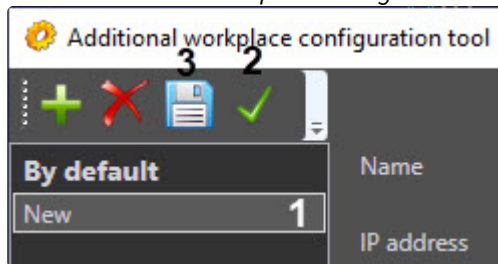 Additional workplace configuration tool
3 2
By default
Name
New 1
IP address